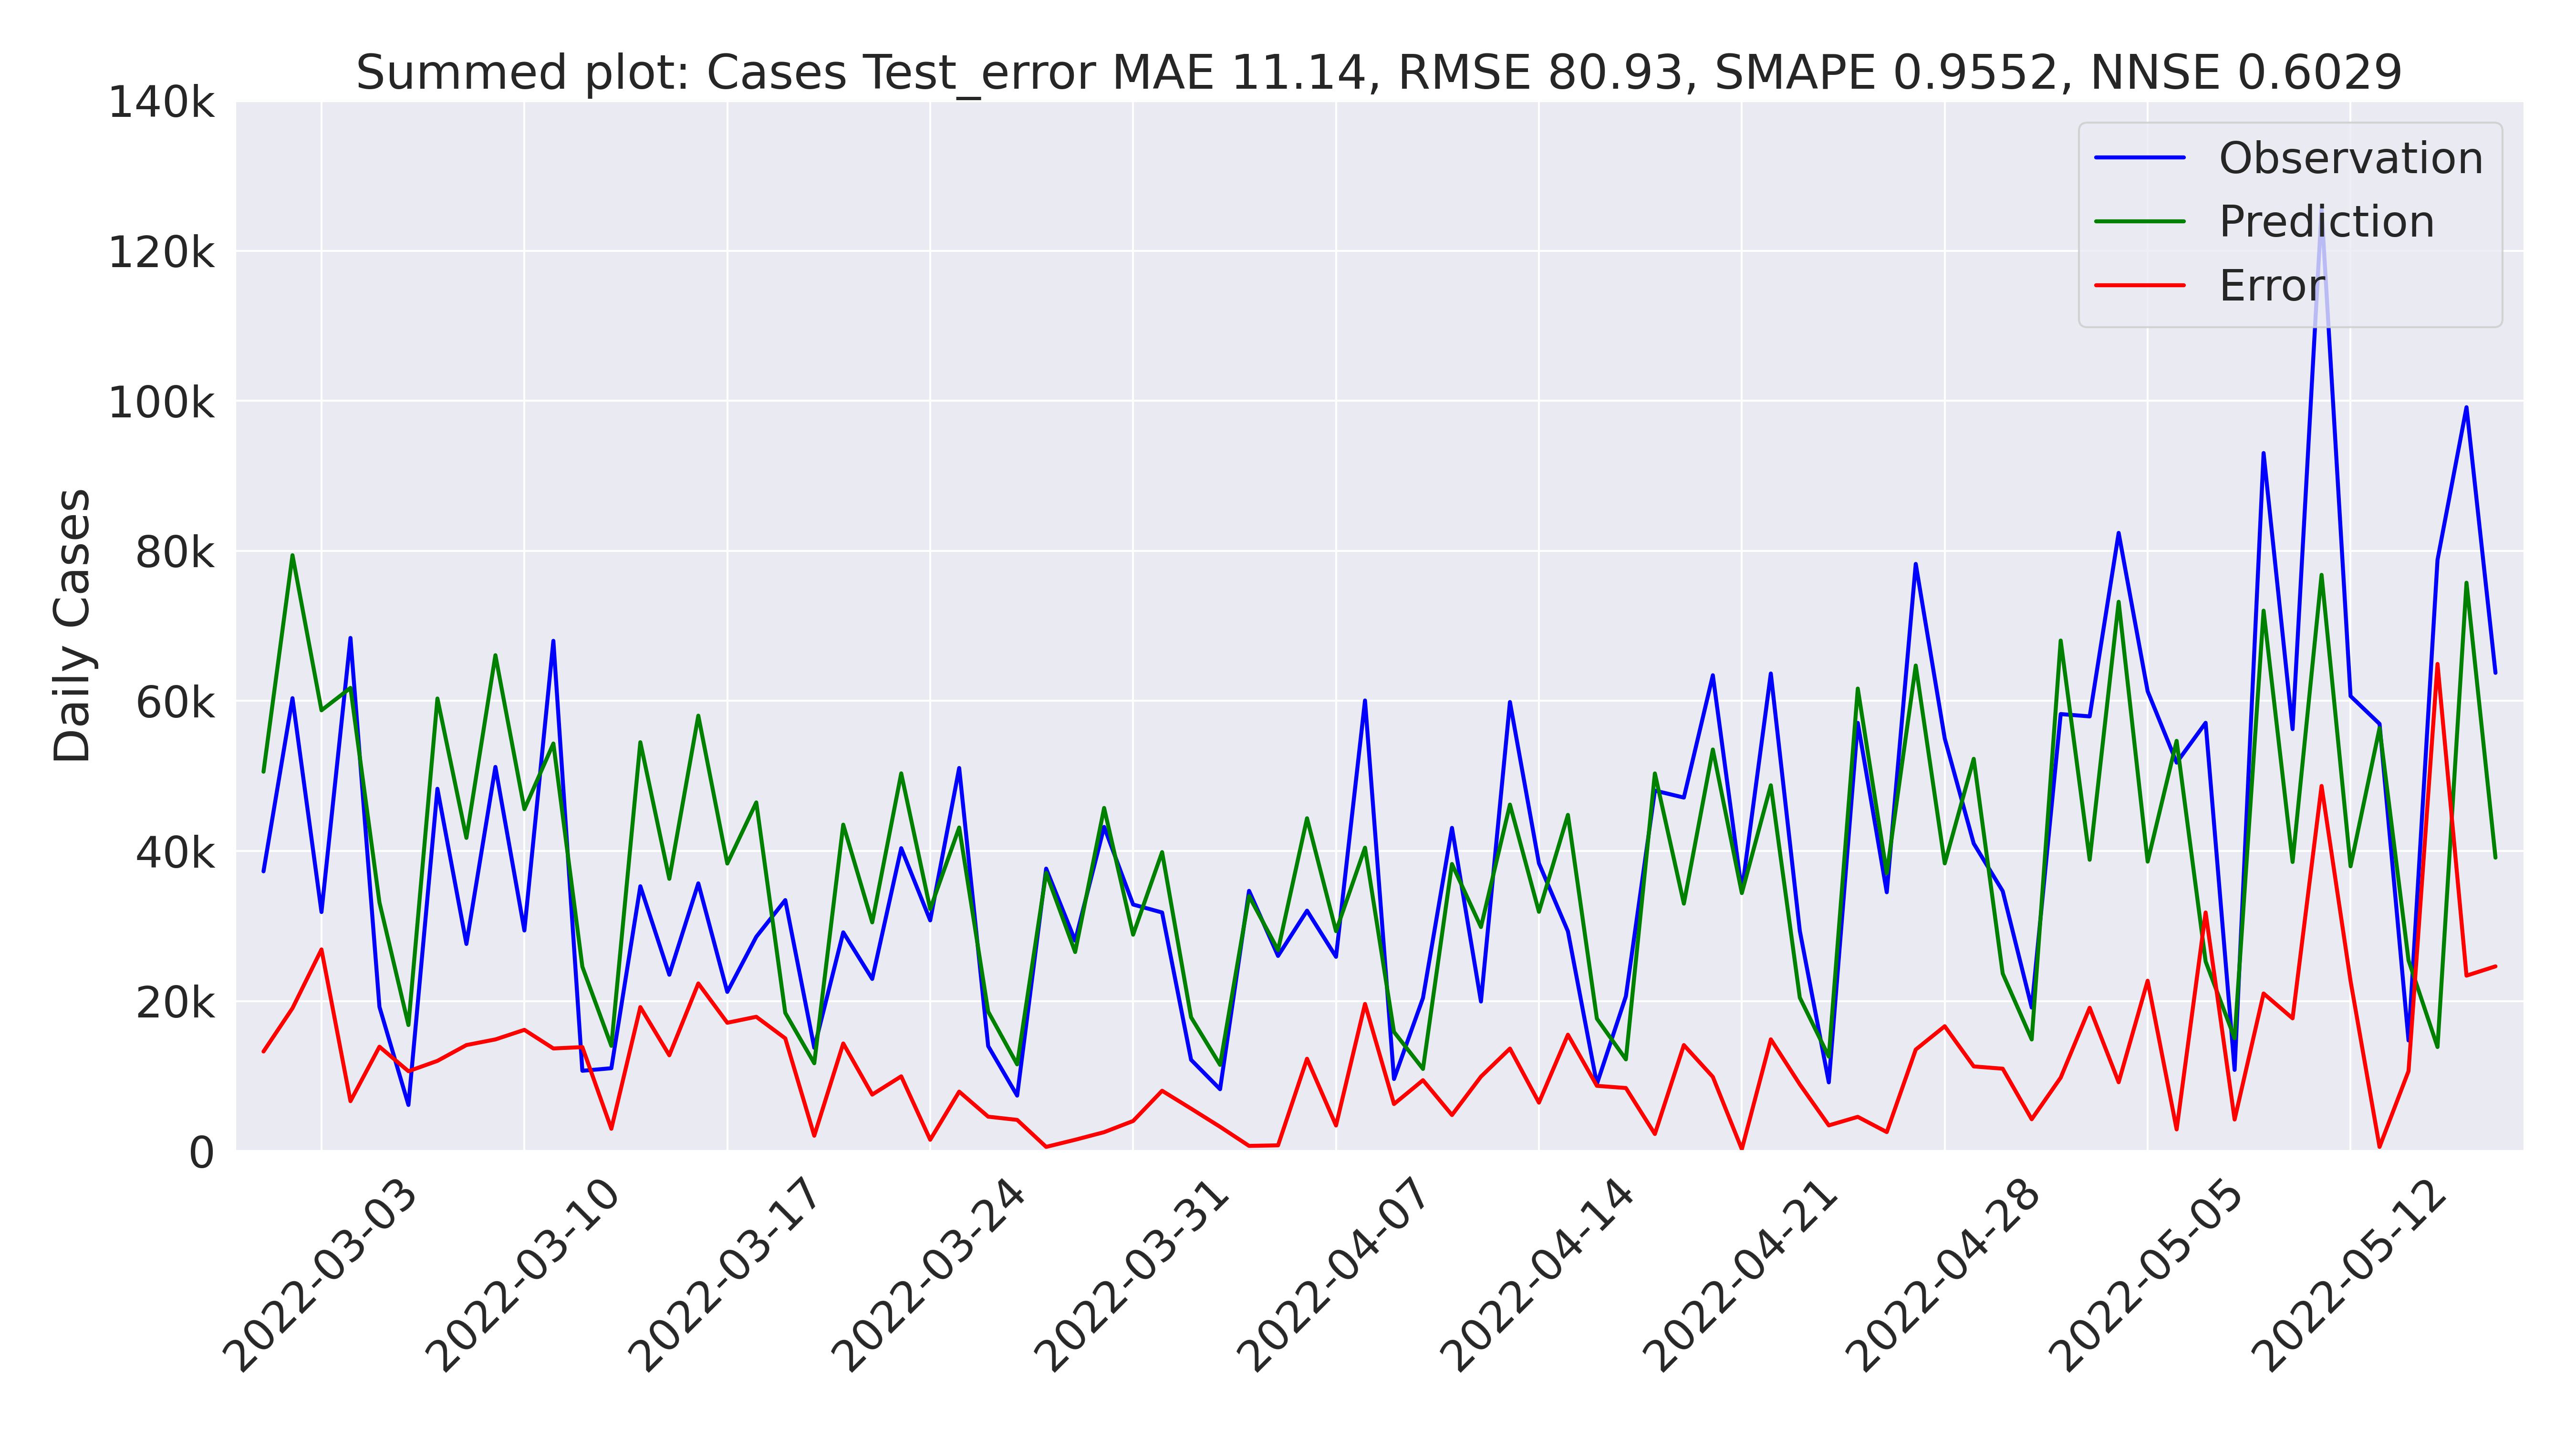 Summed plot: Cases Test_error MAE 11.14, RMSE 80.93, SMAPE 0.9552, NNSE 0.6029
140k
120k
100k
80k
60k
40k
20k
0
Daily Cases
Observation
Prediction
Error
2022-03-03
2022-03-10
2022-03-17
2022-03-24
2022-03-31
2022-04-07
2022-04-14
2022-04-21
2022-04-28
2022-05-05
2022-05-12